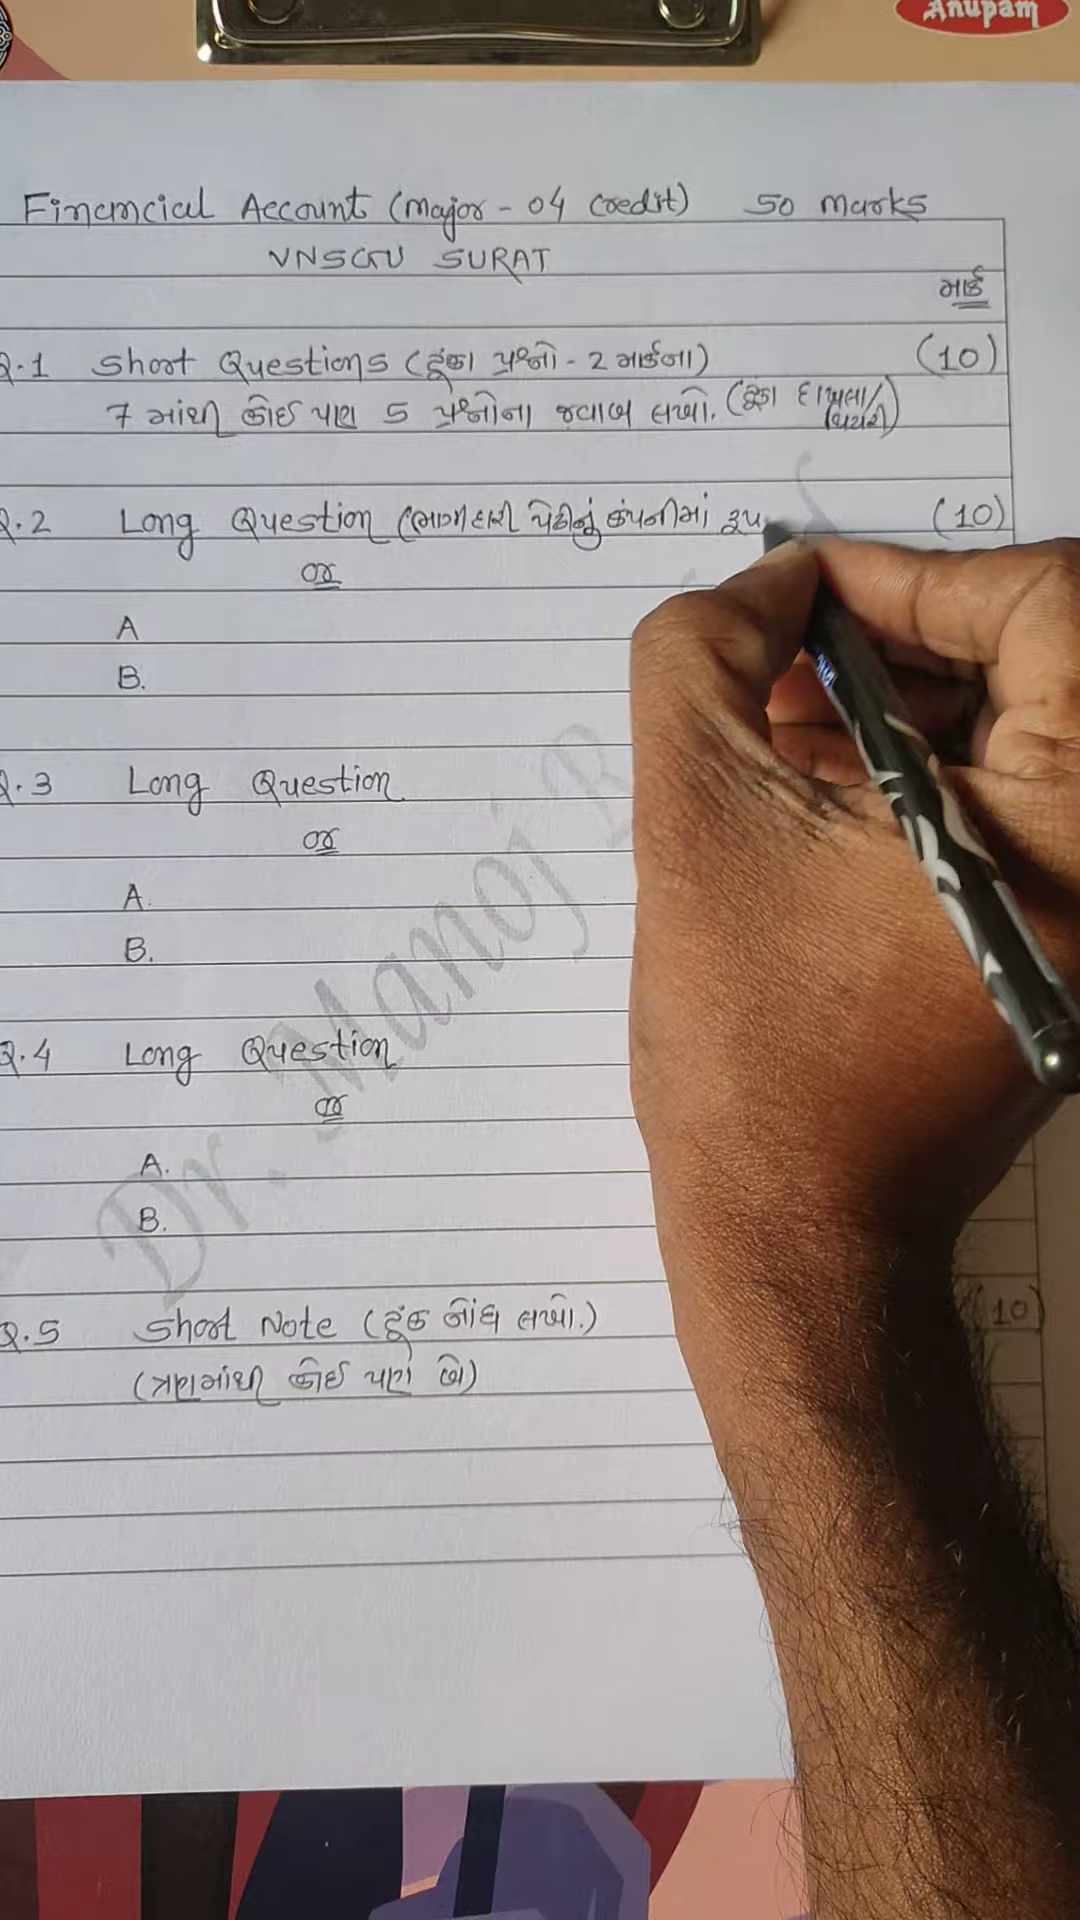 Anupam
Financial Account (Major - 04 Credit) 50 Marks
VNSGU SURAT
માર્ક
Q.1 Short Questions (ટૂંકા પ્રશ્નો - 2 માર્કના) (10)
7 માંથી કોઈ પણ 5 પ્રશ્નોના જવાબ લખો. (ટૂંકા દાખલા/
થિયરી)
Q.2 Long Question (ભાગીદારી પેઢીનું કંપનીમાં રૂપ (10)
OR
A
B.
Q.3 Long Question
OR
A.
B.
Q.4 Long Question
OR
A.
B.
Q.5 Short Note (ટૂંક નોંધ લખો.) (10)
(ત્રણમાંથી કોઈ પણ બે)
Dr. Manoj